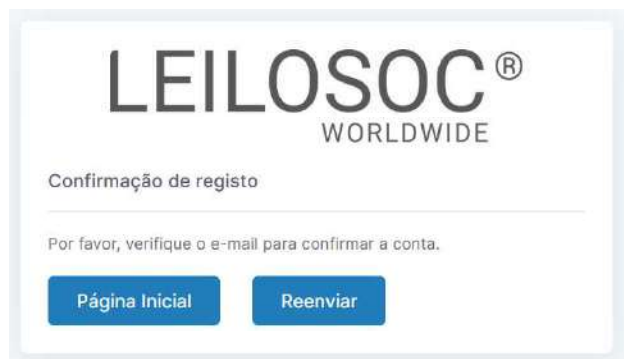 LEILOSOC®
WORLDWIDE
Confirmação de registo
Por favor, verifique o e-mail para confirmar a conta.
Página Inicial
Reenviar